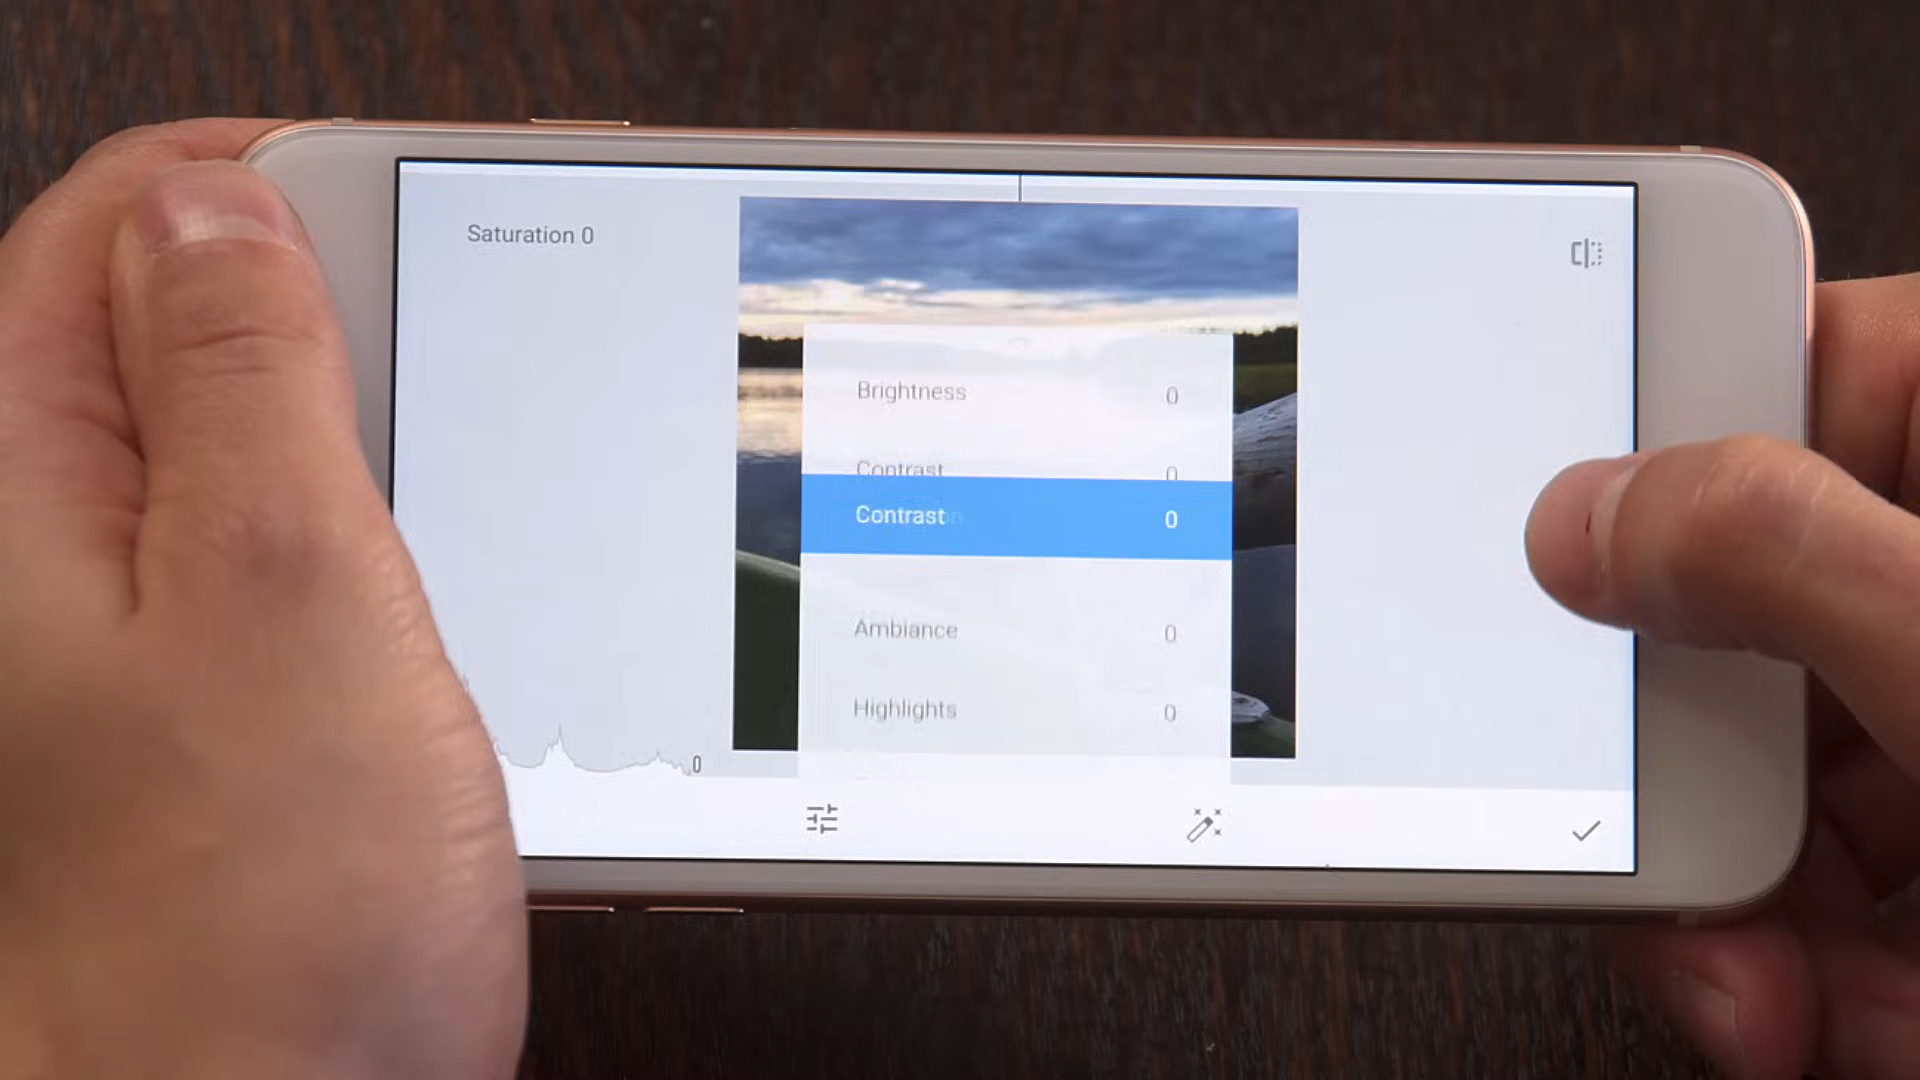 Saturation 0
Brightness 0
Contrast 0
Contrast 0
Ambiance 0
Highlights 0
0